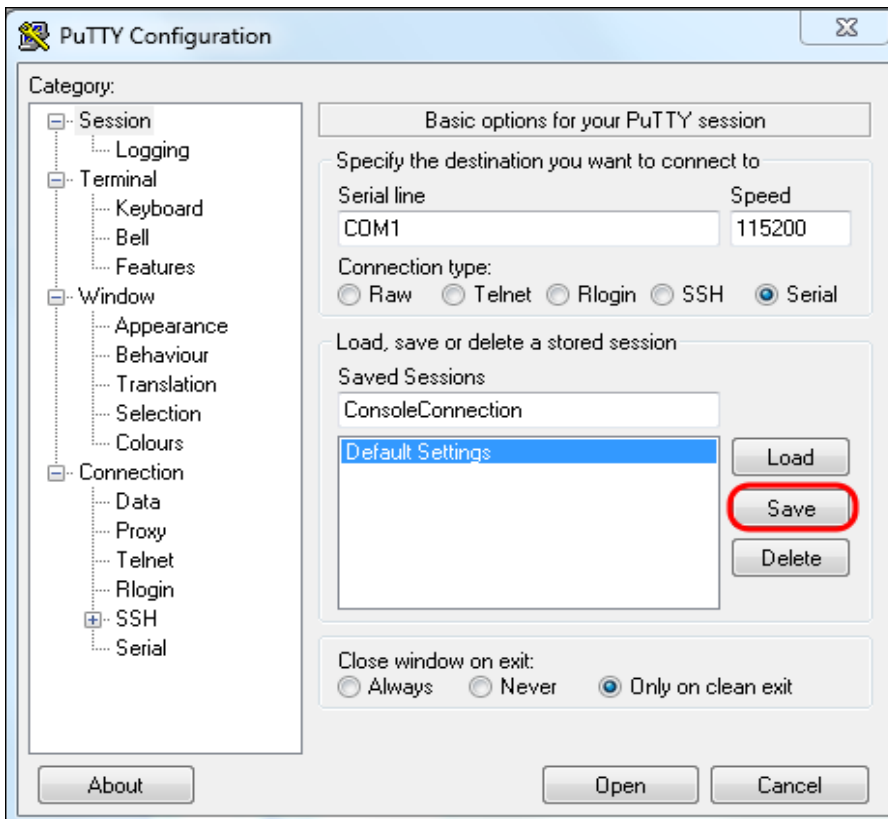 PuTTY Configuration
Category:
Session
Logging
Terminal
Keyboard
Bell
Features
Window
Appearance
Behaviour
Translation
Selection
Colours
Connection
Data
Proxy
Telnet
Rlogin
SSH
Serial
Basic options for your PuTTY session
Specify the destination you want to connect to
Serial line Speed
COM1 115200
Connection type:
Raw Telnet Rlogin SSH Serial
Load, save or delete a stored session
Saved Sessions
ConsoleConnection
Default Settings
Load
Save
Delete
Close window on exit:
Always Never Only on clean exit
About Open Cancel